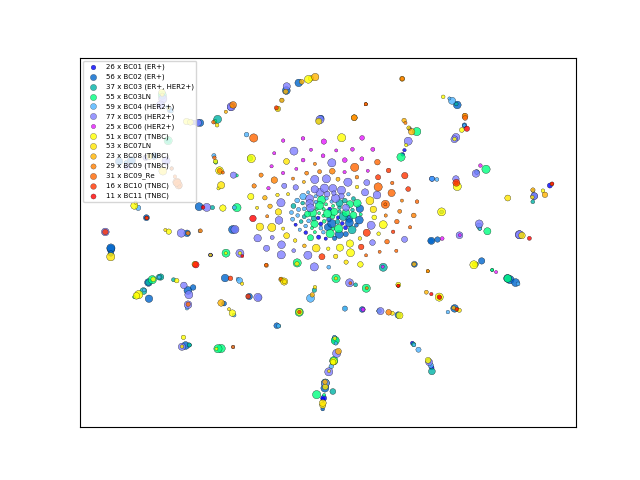 26 x BC01 (ER+)
56 x BC02 (ER+)
37 x BC03 (ER+, HER2+)
55 x BC03LN
59 x BC04 (HER2+)
77 x BC05 (HER2+)
25 x BC06 (HER2+)
51 x BC07 (TNBC)
53 x BC07LN
23 x BC08 (TNBC)
29 x BC09 (TNBC)
31 x BC09_Re
16 x BC10 (TNBC)
11 x BC11 (TNBC)